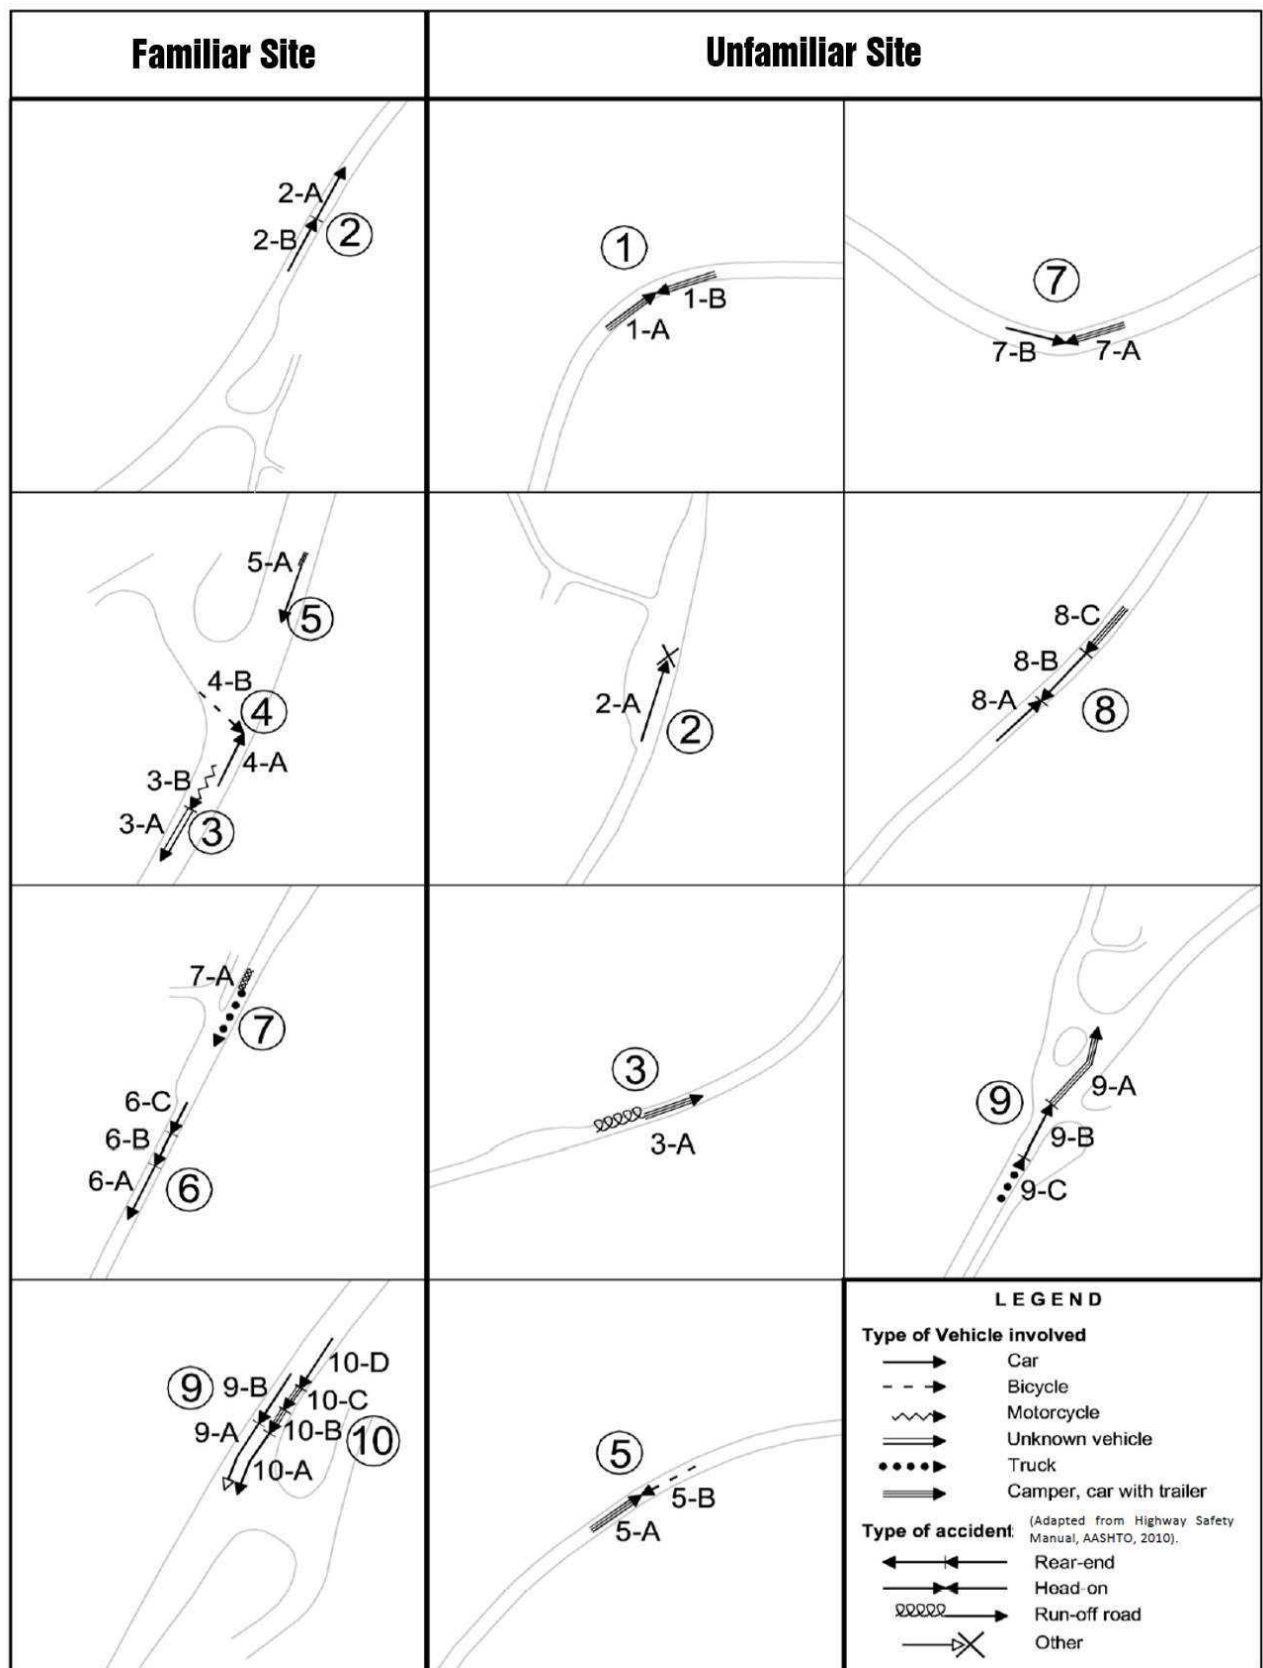 Familiar Site
Unfamiliar Site
2-A
2-B
2
1
1-B
1-A
7
7-B
7-A
5-A
5
4-B
4
4-A
3-B
3-A
3
2-A
2
8-C
8-B
8-A
8
7-A
7
6-C
6-B
6-A
6
3
3-A
9
9-A
9-B
9-C
10-D
9
9-B
10-C
9-A
10-B
10
10-A
5
5-B
5-A
LEGEND
Type of Vehicle involved
Car
Bicycle
Motorcycle
Unknown vehicle
Truck
Camper, car with trailer
Type of accident:
(Adapted from Highway Safety
Manual, AASHTO, 2010).
Rear-end
Head-on
Run-off road
Other